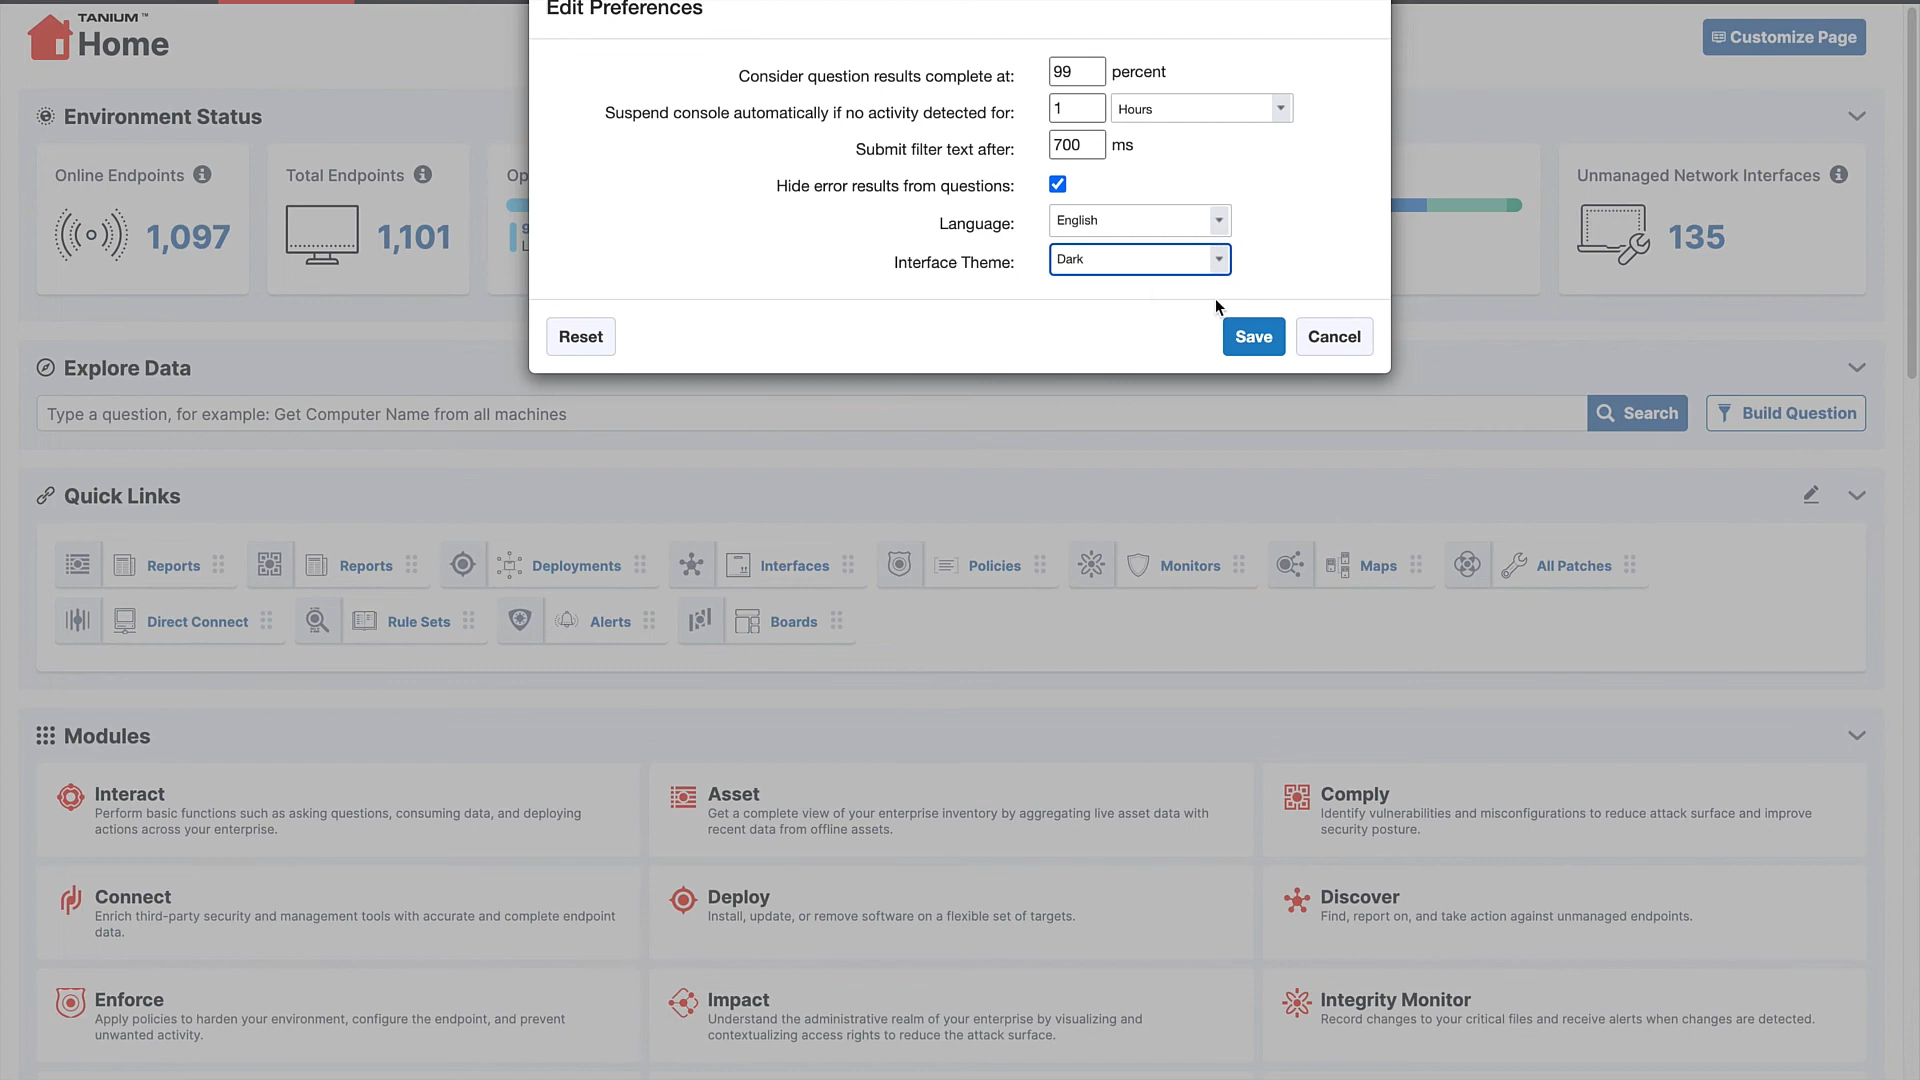 Edit Preferences
TANIUM™
Home
Customize Page
Consider question results complete at: 99 percent
Suspend console automatically if no activity detected for: 1 Hours
Submit filter text after: 700 ms
Hide error results from questions:
Language: English
Interface Theme: Dark
Reset
Save
Cancel
Environment Status
Online Endpoints
1,097
Total Endpoints
1,101
Op
9
L
Unmanaged Network Interfaces
135
Explore Data
Type a question, for example: Get Computer Name from all machines
Search
Build Question
Quick Links
Reports
Reports
Deployments
Interfaces
Policies
Monitors
Maps
All Patches
Direct Connect
Rule Sets
Alerts
Boards
Modules
Interact
Perform basic functions such as asking questions, consuming data, and deploying
actions across your enterprise.
Asset
Get a complete view of your enterprise inventory by aggregating live asset data with
recent data from offline assets.
Comply
Identify vulnerabilities and misconfigurations to reduce attack surface and improve
security posture.
Connect
Enrich third-party security and management tools with accurate and complete endpoint
data.
Deploy
Install, update, or remove software on a flexible set of targets.
Discover
Find, report on, and take action against unmanaged endpoints.
Enforce
Apply policies to harden your environment, configure the endpoint, and prevent
unwanted activity.
Impact
Understand the administrative realm of your enterprise by visualizing and
contextualizing access rights to reduce the attack surface.
Integrity Monitor
Record changes to your critical files and receive alerts when changes are detected.